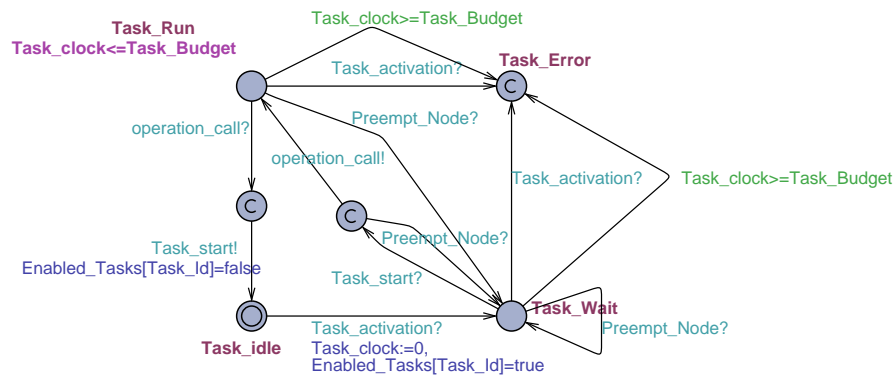 Task_clock>=Task_Budget
Task_Run
Task_clock<=Task_Budget
Task_Error
Task_activation?
C
Preempt_Node?
operation_call?
operation_call!
Task_activation?
Task_clock>=Task_Budget
C
C
Preempt_Node?
Task_start!
Enabled_Tasks[Task_Id]=false
Task_start?
Task_Wait
Preempt_Node?
Task_activation?
Task_idle
Task_clock:=0,
Enabled_Tasks[Task_Id]=true